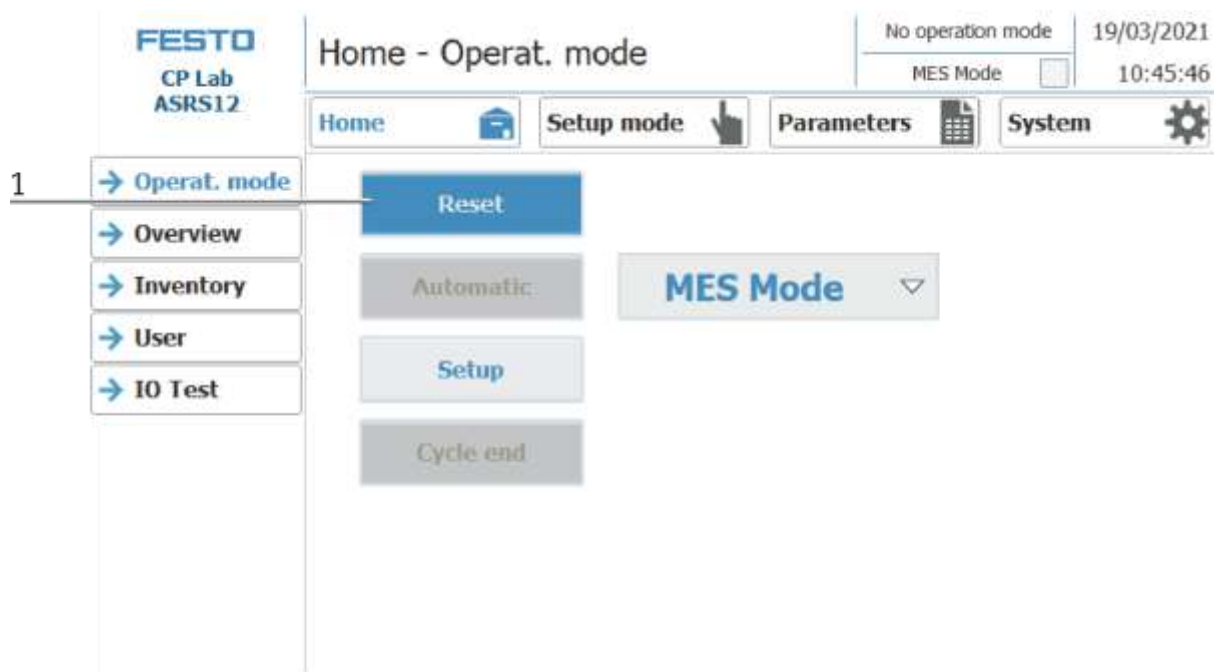 FESTO
CP Lab
ASRS12
Home - Operat. mode
No operation mode
MES Mode
19/03/2021
10:45:46
Home
Setup mode
Parameters
System
1
Operat. mode
Overview
Inventory
User
IO Test
Reset
Automatic
MES Mode
Setup
Cycle end